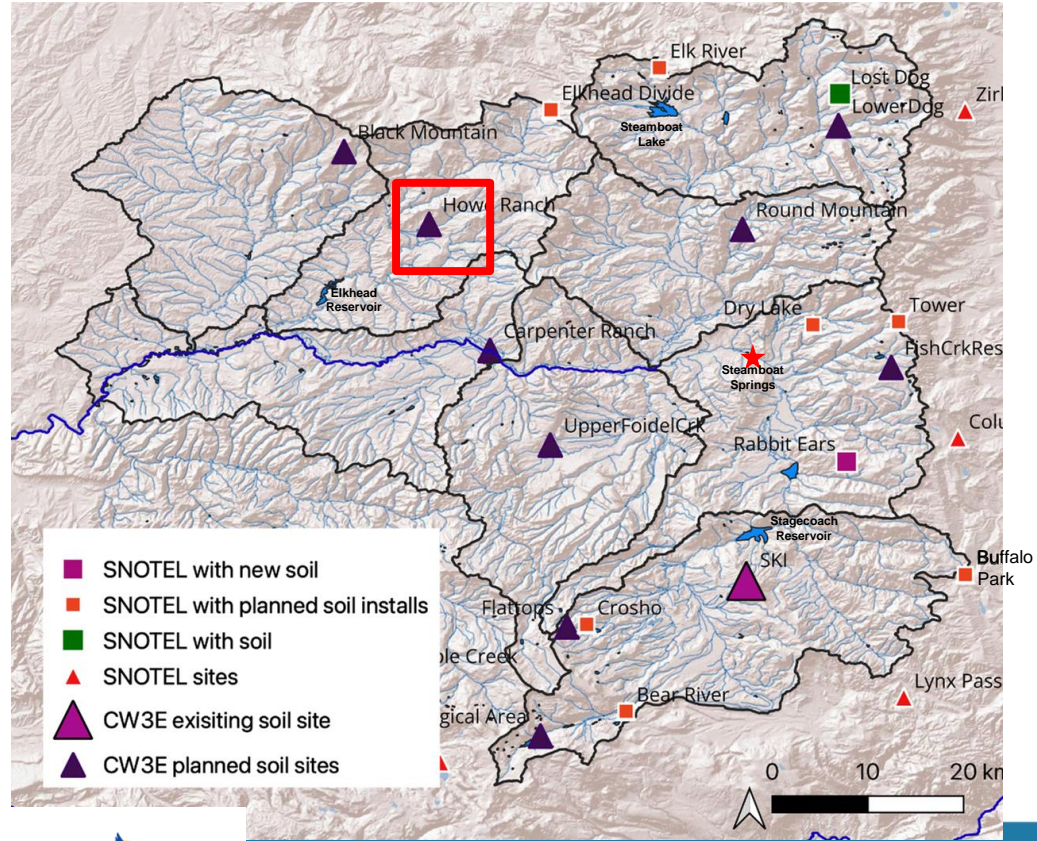 Elk River
Elkhead Divide
Steamboat
Lake
Lost Dog
LowerDog
Zirl
Black Mountain
Howe Ranch
Round Mountain
Elkhead
Reservoir
Dry Lake
Tower
Carpenter Ranch
FishCrkRes
Steamboat
Springs
UpperFoidelCrk
Colu
Rabbit Ears
Stagecoach
Reservoir
SKI
Buffalo
Park
Flattops
Crosho
ole Creek
Bear River
gical Area
Lynx Pass
SNOTEL with new soil
SNOTEL with planned soil installs
SNOTEL with soil
SNOTEL sites
CW3E exisiting soil site
CW3E planned soil sites
0 10 20 km